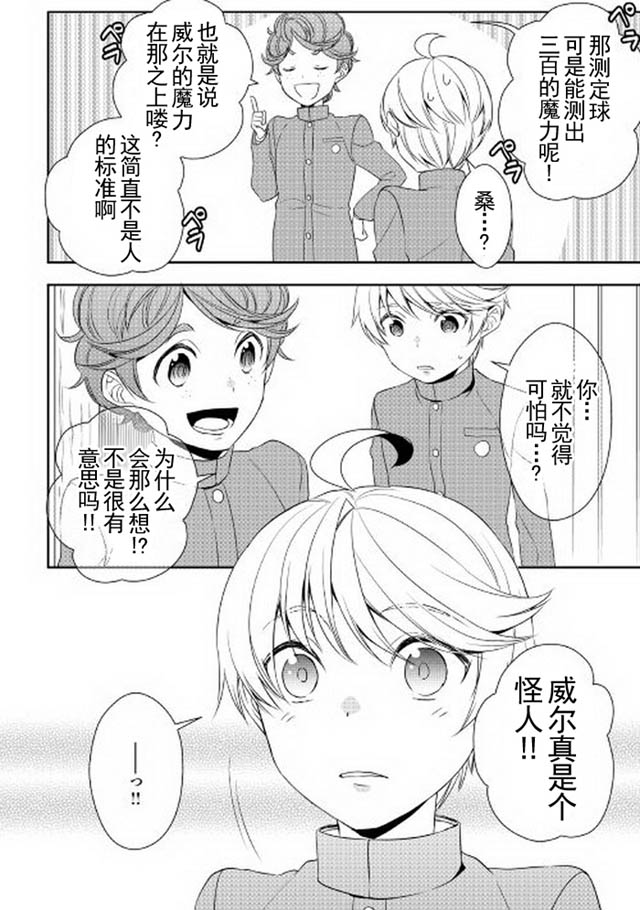 那测定球
可是能测出
三百的魔力
呢！
桑…？
也就是说
威尔的魔力
在那之上喽？
这简直不是人
的标准啊
ペラ
ペラ
ペラ
ペラ
你…
就不觉得
可怕吗…？
为什么
会那么想!?
不是很有
意思吗!!
威尔真是个
怪人!!
──っ!!